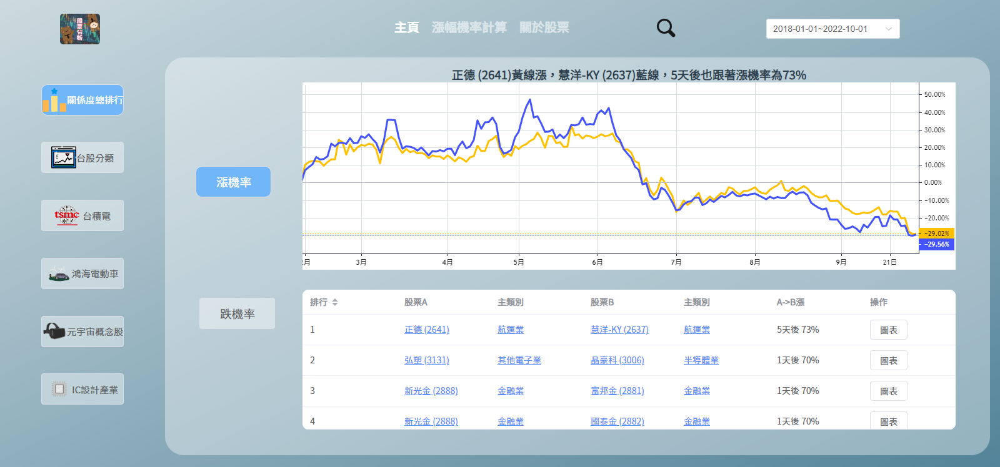 股票分析
主頁 漲幅機率計算 關於股票
2018-01-01~2022-10-01
關係度總排行
台股分類
tsmc 台積電
鴻海電動車
元宇宙概念股
IC設計產業
漲機率
跌機率
正德 (2641)黃線漲，慧洋-KY (2637)藍線，5天後也跟著漲機率為73%
50.00%
40.00%
30.00%
20.00%
10.00%
0.00%
-10.00%
-20.00%
-29.02%
-29.56%
月 3月 4月 5月 6月 7月 8月 9月 21日
排行 股票A 主類別 股票B 主類別 A->B漲 操作
1 正德 (2641) 航運業 慧洋-KY (2637) 航運業 5天後 73% 圖表
2 弘塑 (3131) 其他電子業 晶豪科 (3006) 半導體業 1天後 70% 圖表
3 新光金 (2888) 金融業 富邦金 (2881) 金融業 1天後 70% 圖表
4 新光金 (2888) 金融業 國泰金 (2882) 金融業 1天後 70% 圖表